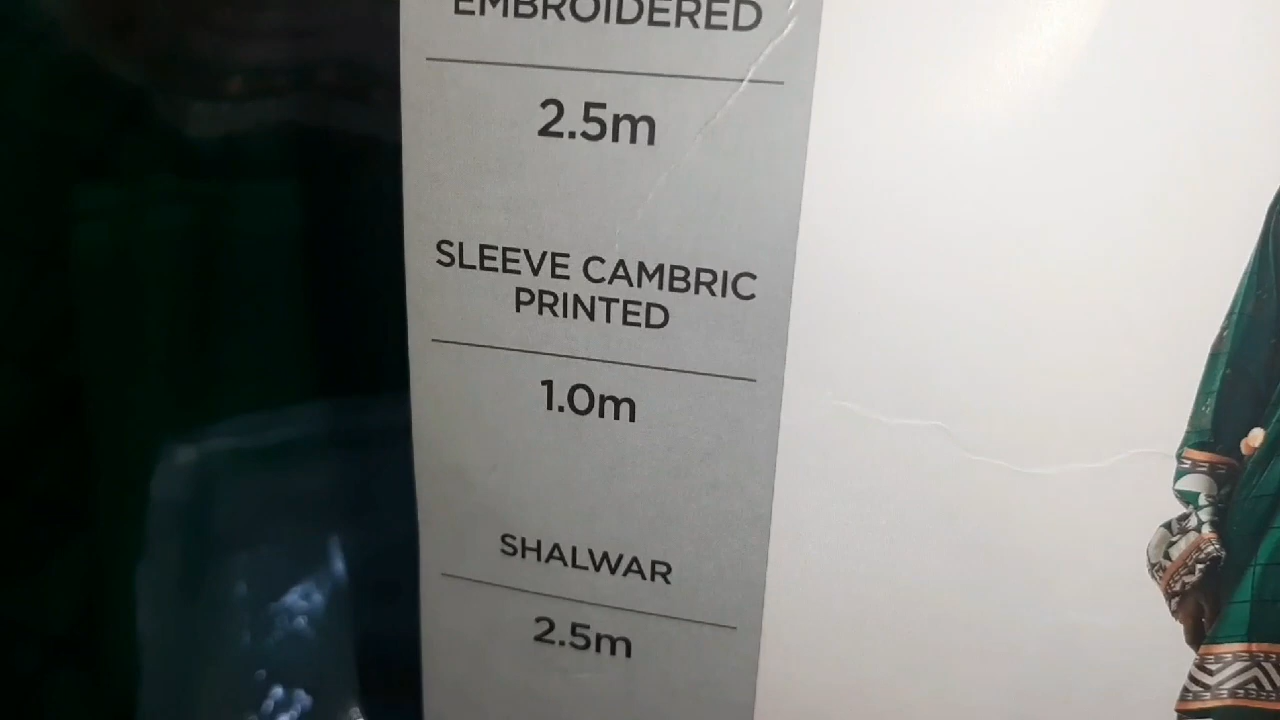 EMBROIDERED
2.5m
SLEEVE CAMBRIC
PRINTED
1.0m
SHALWAR
2.5m